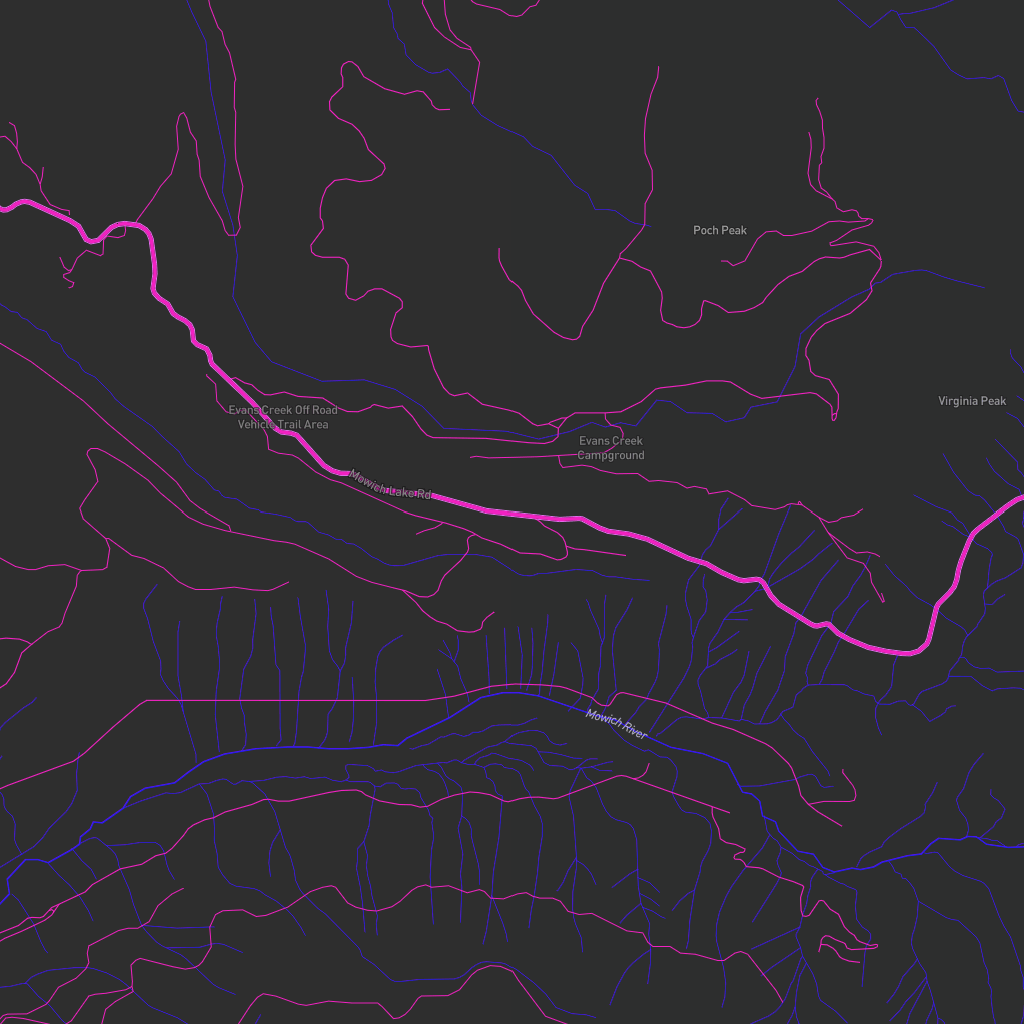 Poch Peak
Virginia Peak
Evans Creek Off Road
Vehicle Trail Area
Evans Creek
Campground
Mowich Lake Rd
Mowich River